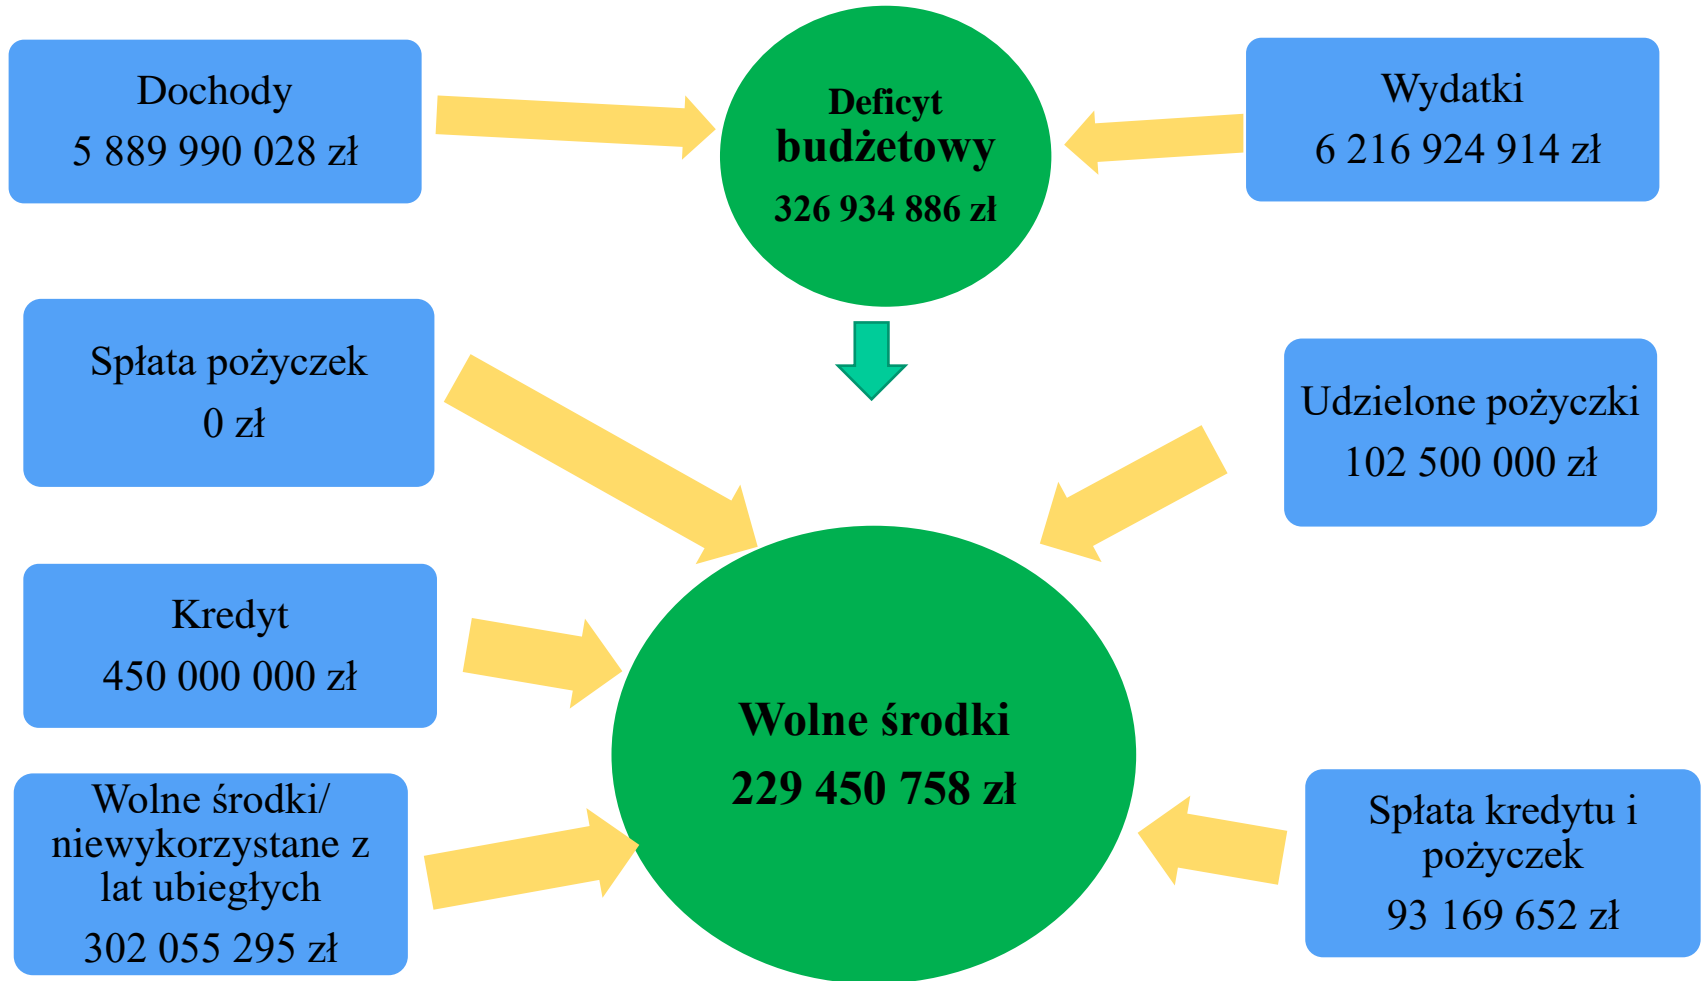 Dochody
5 889 990 028 zł
Deficyt
budżetowy
326 934 886 zł
Wydatki
6 216 924 914 zł
Spłata pożyczek
0 zł
Udzielone pożyczki
102 500 000 zł
Kredyt
450 000 000 zł
Wolne środki
229 450 758 zł
Wolne środki/
niewykorzystane z
lat ubiegłych
302 055 295 zł
Spłata kredytu i
pożyczek
93 169 652 zł